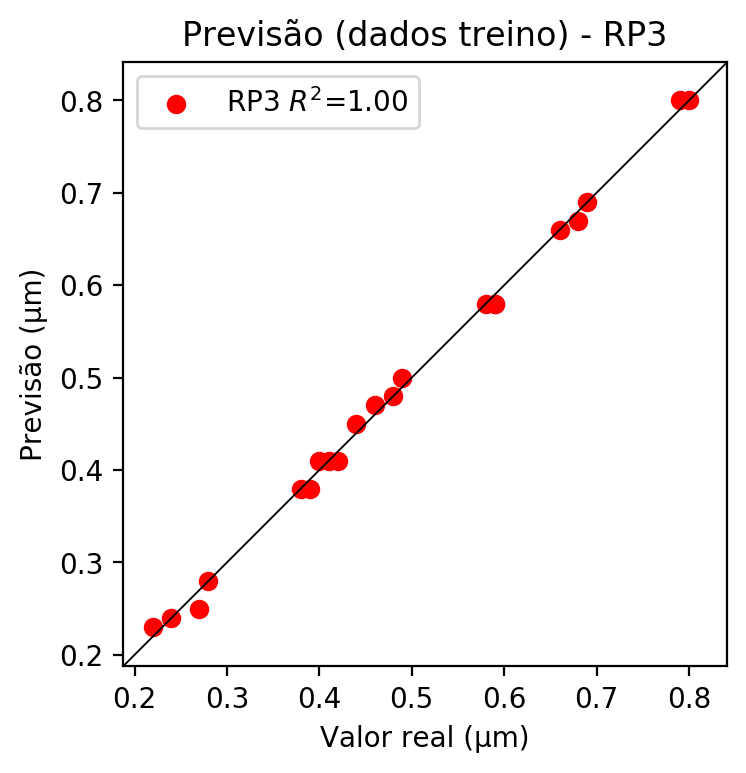 Previsão (dados treino) - RP3
RP3 R²=1.00
0.8
0.7
0.6
0.5
0.4
0.3
0.2
Previsão (μm)
0.2 0.3 0.4 0.5 0.6 0.7 0.8
Valor real (μm)